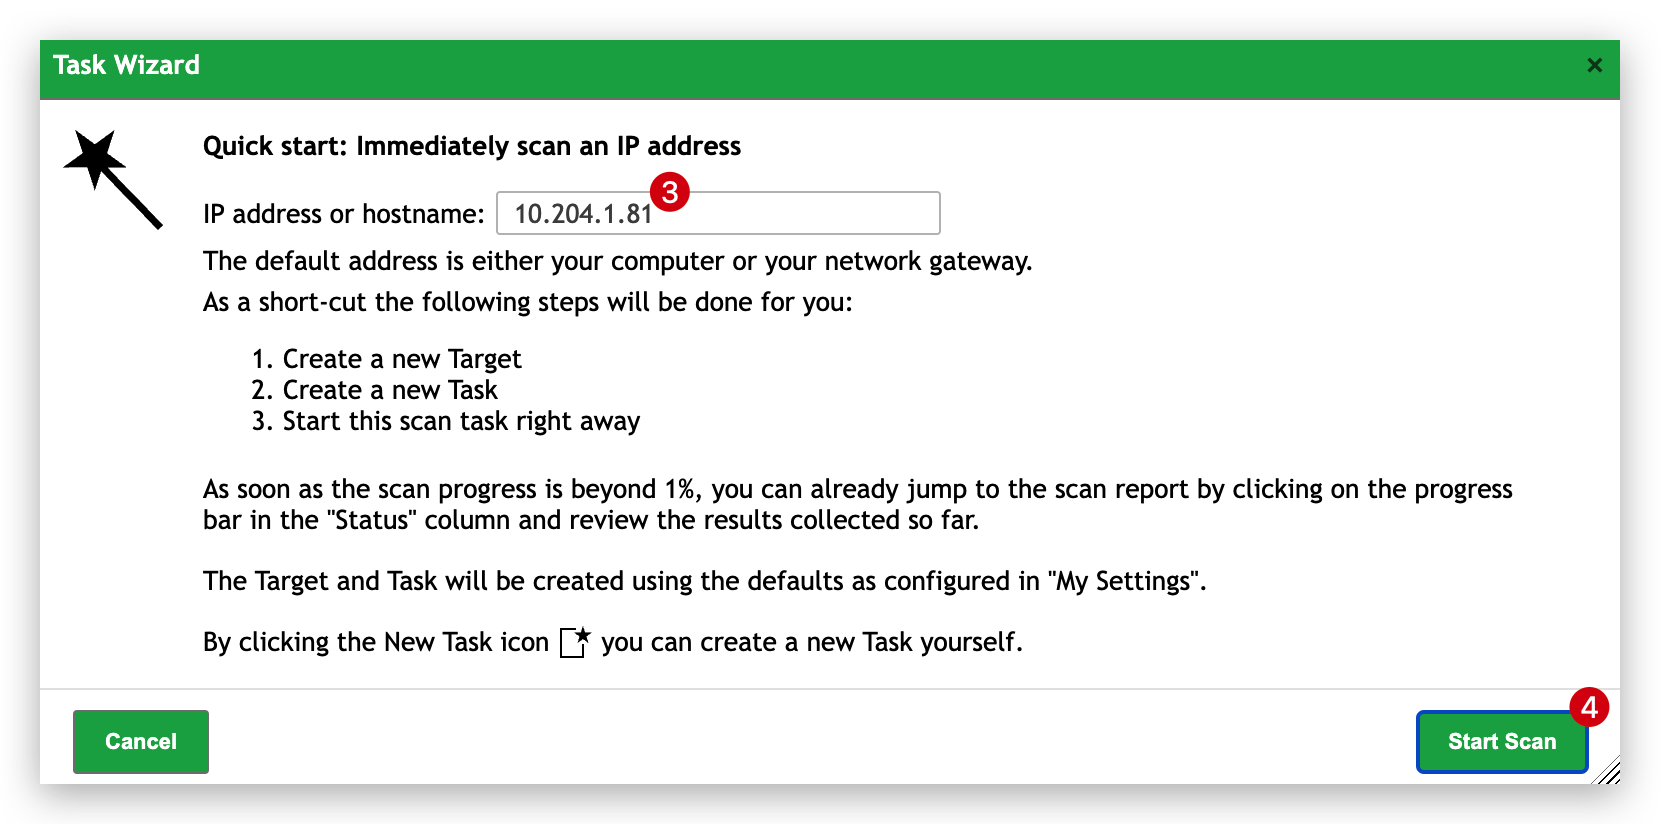 Task Wizard
×
Quick start: Immediately scan an IP address
3
IP address or hostname: 10.204.1.81
The default address is either your computer or your network gateway.
As a short-cut the following steps will be done for you:
1. Create a new Target
2. Create a new Task
3. Start this scan task right away
As soon as the scan progress is beyond 1%, you can already jump to the scan report by clicking on the progress
bar in the "Status" column and review the results collected so far.
The Target and Task will be created using the defaults as configured in "My Settings".
By clicking the New Task icon you can create a new Task yourself.
4
Cancel
Start Scan